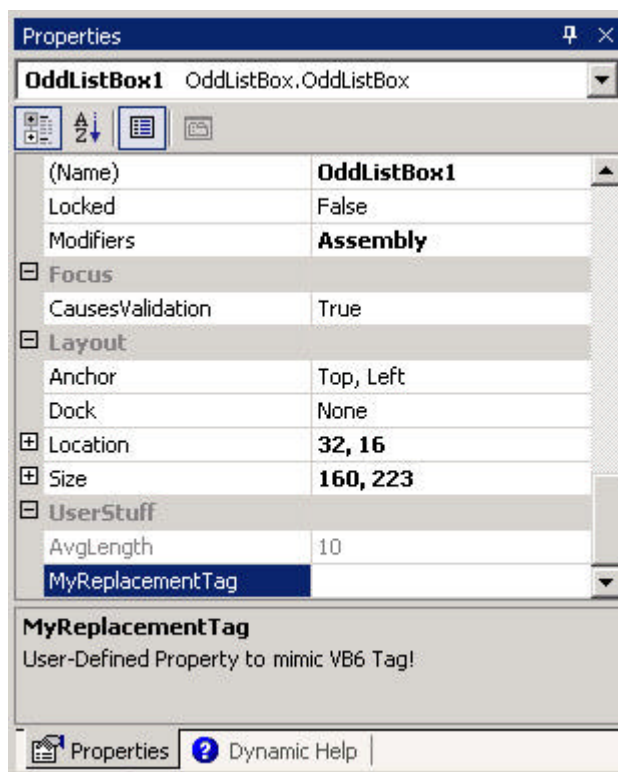 Properties
OddListBox1 OddListBox.OddListBox
A
Z
(Name) OddListBox1
Locked False
Modifiers Assembly
Focus
CausesValidation True
Layout
Anchor Top, Left
Dock None
Location 32, 16
Size 160, 223
UserStuff
AvgLength 10
MyReplacementTag
MyReplacementTag
User-Defined Property to mimic VB6 Tag!
Properties ? Dynamic Help